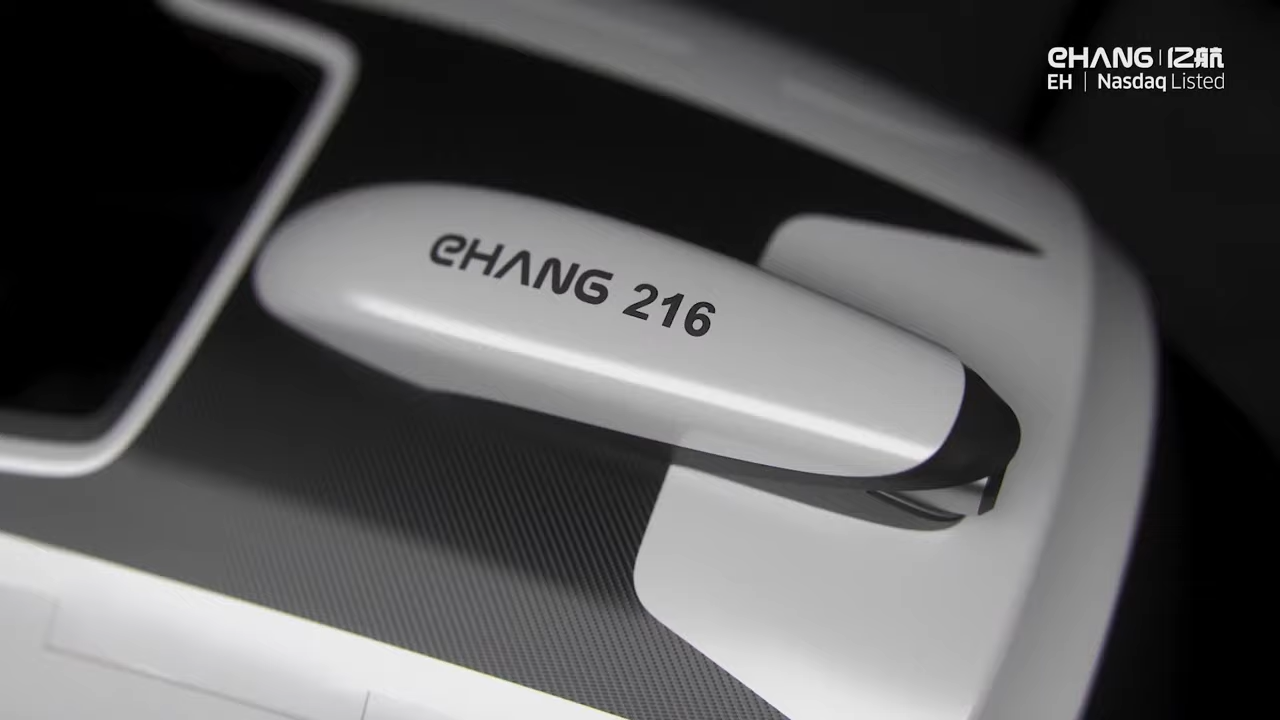 EHANG | 亿航
EH | Nasdaq Listed
EHANG 216